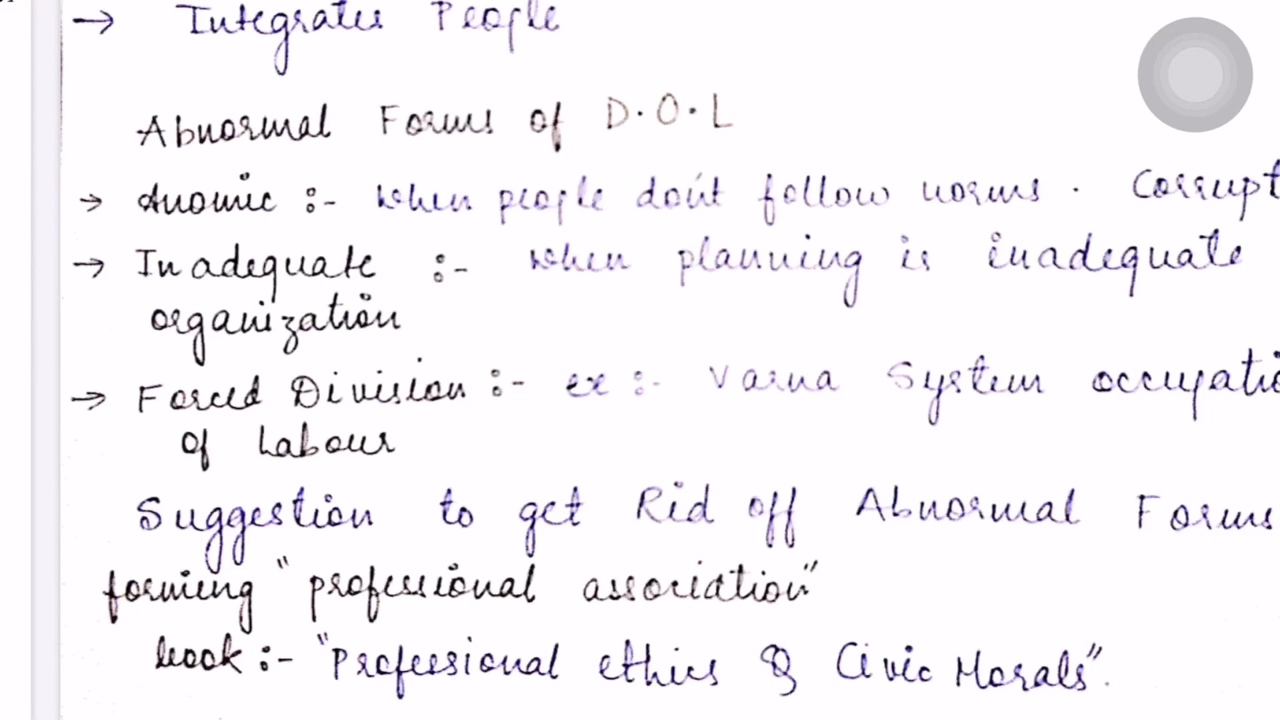 → Integrates People
Abnormal Forms of D.O.L
→ Anomic :- When people don't follow norms. Corrupt
→ Inadequate :- when planning is inadequate
organization
→ Forced Division :- ex :- Varna System occupatio
of Labour
Suggestion to get Rid off Abnormal Forms
forming "professional association"
book :- "Professional ethics & Civic Morals".